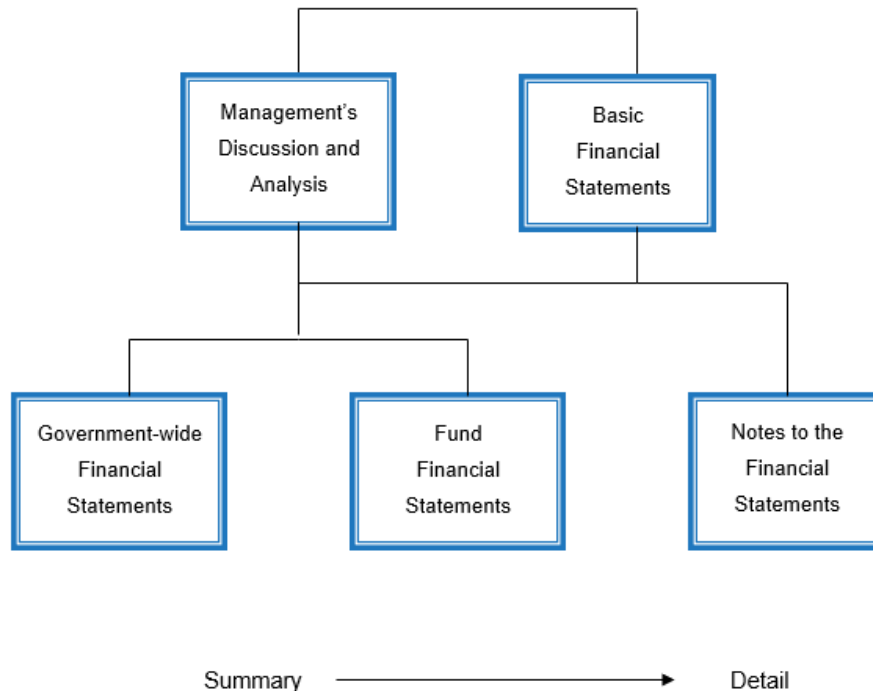 Management's
Discussion and
Analysis
Basic
Financial
Statements
Government-wide
Financial
Statements
Fund
Financial
Statements
Notes to the
Financial
Statements
Summary
Detail